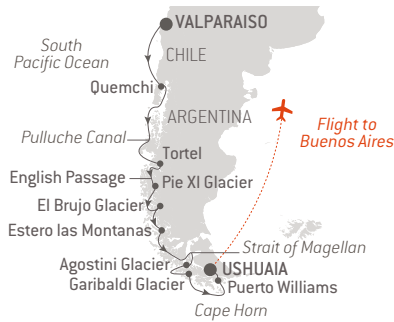 VALPARAISO
South
Pacific Ocean
CHILE
Quemchi
ARGENTINA
Flight to
Buenos Aires
Pulluche Canal
Tortel
English Passage
Pie XI Glacier
El Brujo Glacier
Estero las Montanas
Strait of Magellan
Agostini Glacier
USHUAIA
Garibaldi Glacier
Puerto Williams
Cape Horn